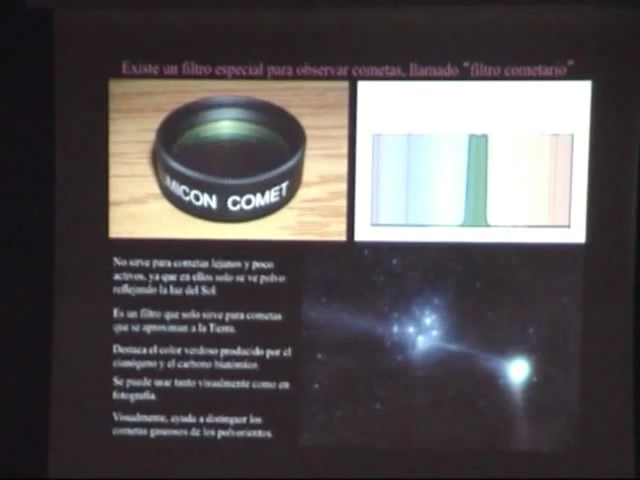 Existe un filtro especial para observar cometas, llamado "filtro cometario"
MICON COMET
No sirve para cometas lejanos y poco
activos, ya que en ellos solo se ve polvo
reflejando la luz del Sol.
Es un filtro que solo sirve para cometas
que se aproximan a la Tierra.
Destaca el color verdoso producido por el
cianógeno y el carbono biatómico.
Se puede usar tanto visualmente como en
fotografía.
Visualmente, ayuda a distinguir los
cometas gaseosos de los polvorientos.